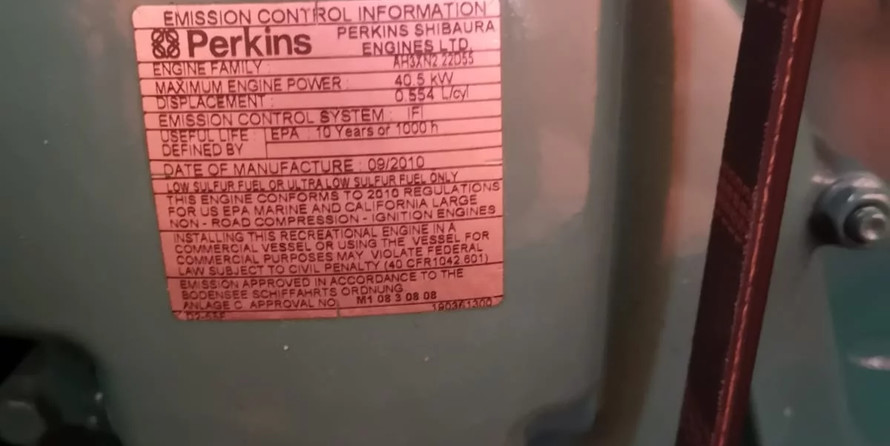 EMISSION CONTROL INFORMATION
Perkins PERKINS SHIBAURA
ENGINES LTD
ENGINE FAMILY
MAXIMUM ENGINE POWER : 40.5 kW
DISPLACEMENT : 0.554 L/cyl
EMISSION CONTROL SYSTEM : IFI
USEFUL LIFE EPA 10 Years or 1000 h
DEFINED BY
DATE OF MANUFACTURE : 09/2010
LOW SULFUR FUEL OR ULTRA LOW SULFUR FUEL ONLY
THIS ENGINE CONFORMS TO 2010 REGULATIONS
FOR US EPA MARINE AND CALIFORNIA LARGE
NON - ROAD COMPRESSION - IGNITION ENGINES
INSTALLING THIS RECREATIONAL ENGINE IN A
COMMERCIAL VESSEL OR USING THE VESSEL FOR
COMMERCIAL PURPOSES MAY VIOLATE FEDERAL
LAW SUBJECT TO CIVIL PENALTY (40 CFR1042.601)
EMISSION APPROVED IN ACCORDANCE TO THE
BODENSEE SCHIFFAHRTS ORDNUNG
ANLAGE C APPROVAL NO. M1 08 3 08 08